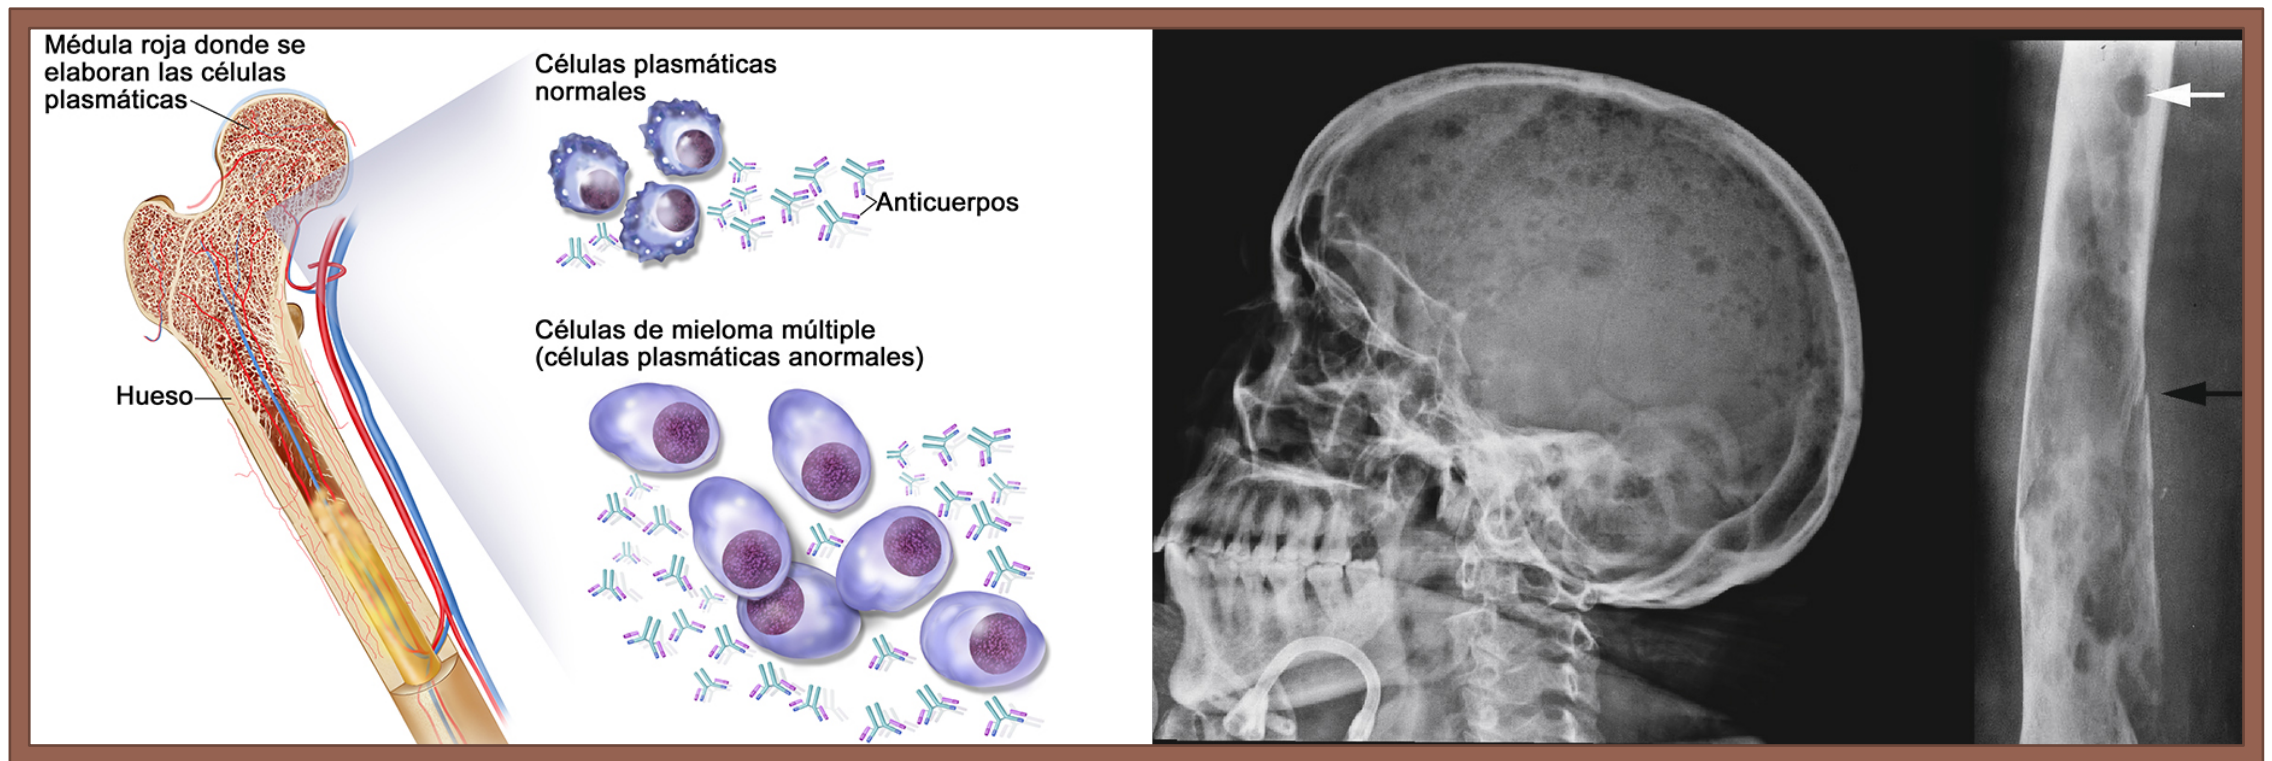 Médula roja donde se
elaboran las células
plasmáticas
Células plasmáticas
normales
Anticuerpos
Células de mieloma múltiple
(células plasmáticas anormales)
Hueso